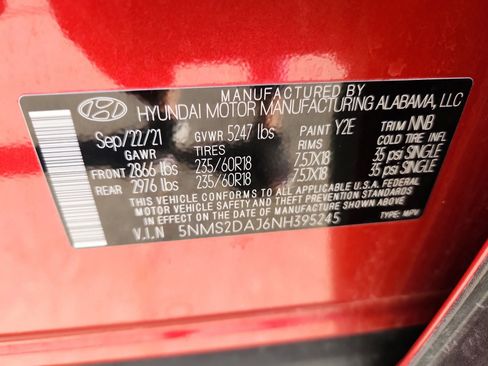 MANUFACTURED BY
HYUNDAI MOTOR MANUFACTURING ALABAMA, LLC
Sep/22/21 GVWR 5247 lbs PAINT Y2E TRIM NNB
GAWR TIRES RIMS COLD TIRE INFL.
FRONT 2866 lbs 235/60R18 7.5JX18 35 psi SINGLE
REAR 2976 lbs 235/60R18 7.5JX18 35 psi SINGLE
THIS VEHICLE CONFORMS TO ALL APPLICABLE U.S.A. FEDERAL
MOTOR VEHICLE SAFETY AND THEFT PREVENTION STANDARDS
IN EFFECT ON THE DATE OF MANUFACTURE SHOWN ABOVE.
V.I.N 5NMS2DAJ6NH395245 TYPE: MPV